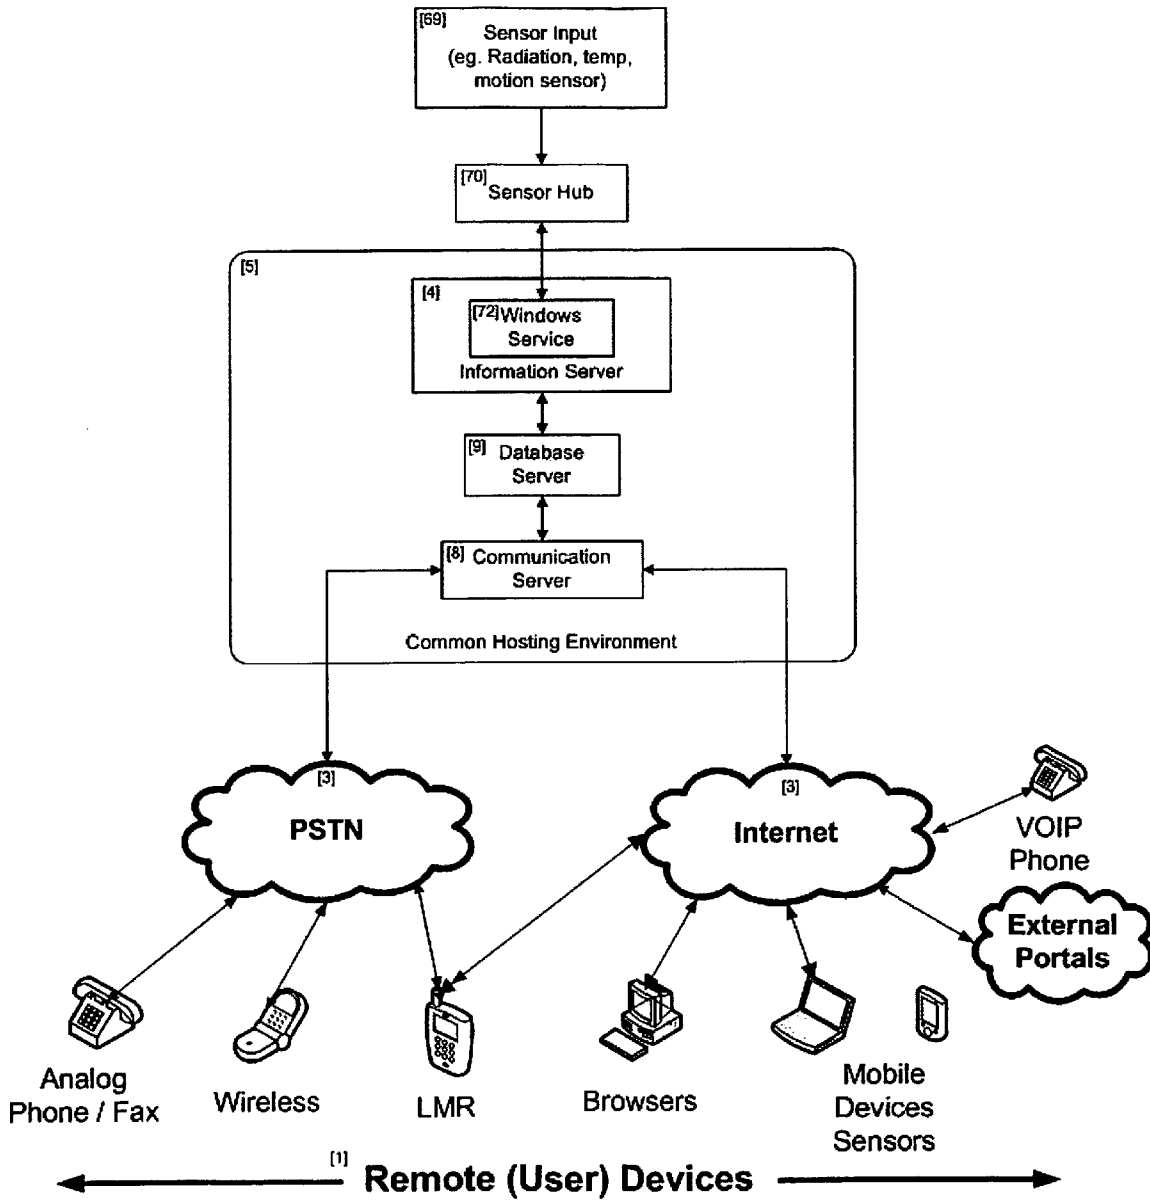 [69]
Sensor Input
(eg. Radiation, temp,
motion sensor)
[70]
Sensor Hub
[5]
[4]
[72] Windows
Service
Information Server
[9] Database
Server
[8] Communication
Server
Common Hosting Environment
[3]
PSTN
[3]
Internet
VOIP
Phone
External
Portals
Analog
Phone / Fax
Wireless
LMR
Browsers
Mobile
Devices
Sensors
[1] Remote (User) Devices